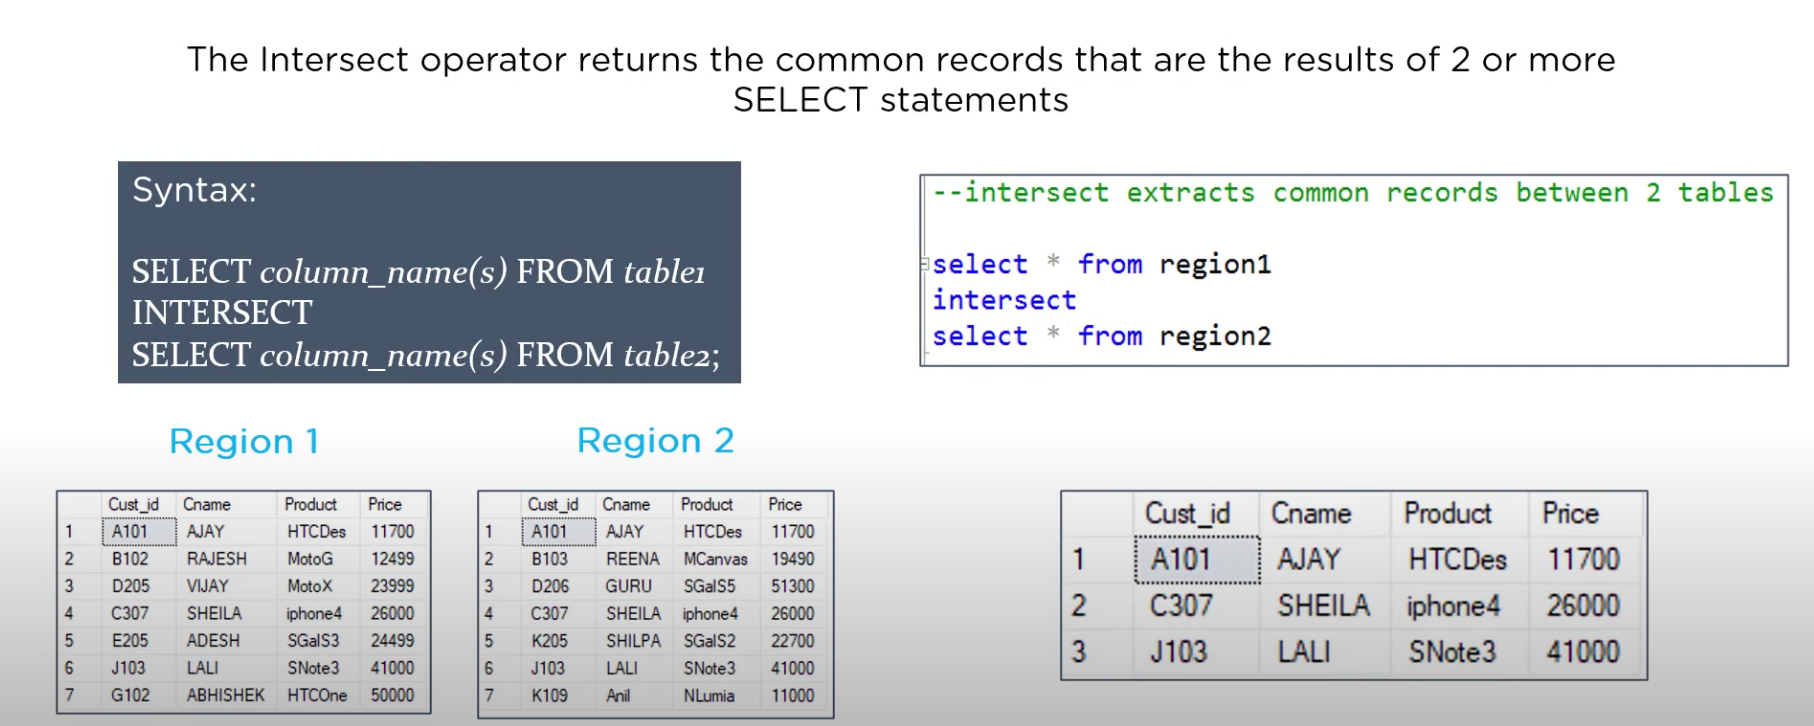 The Intersect operator returns the common records that are the results of 2 or more
SELECT statements
Syntax:
SELECT column_name(s) FROM table1
INTERSECT
SELECT column_name(s) FROM table2;
--intersect extracts common records between 2 tables
select * from region1
intersect
select * from region2
Region 1
Cust_id Cname Product Price
1 A101 AJAY HTCDes 11700
2 B102 RAJESH MotoG 12499
3 D205 VIJAY MotoX 23999
4 C307 SHEILA iphone4 26000
5 E205 ADESH SGalS3 24499
6 J103 LALI SNote3 41000
7 G102 ABHISHEK HTCOne 50000
Region 2
Cust_id Cname Product Price
1 A101 AJAY HTCDes 11700
2 B103 REENA MCanvas 19490
3 D206 GURU SGalS5 51300
4 C307 SHEILA iphone4 26000
5 K205 SHILPA SGalS2 22700
6 J103 LALI SNote3 41000
7 K109 Anil NLumia 11000
Cust_id Cname Product Price
1 A101 AJAY HTCDes 11700
2 C307 SHEILA iphone4 26000
3 J103 LALI SNote3 41000